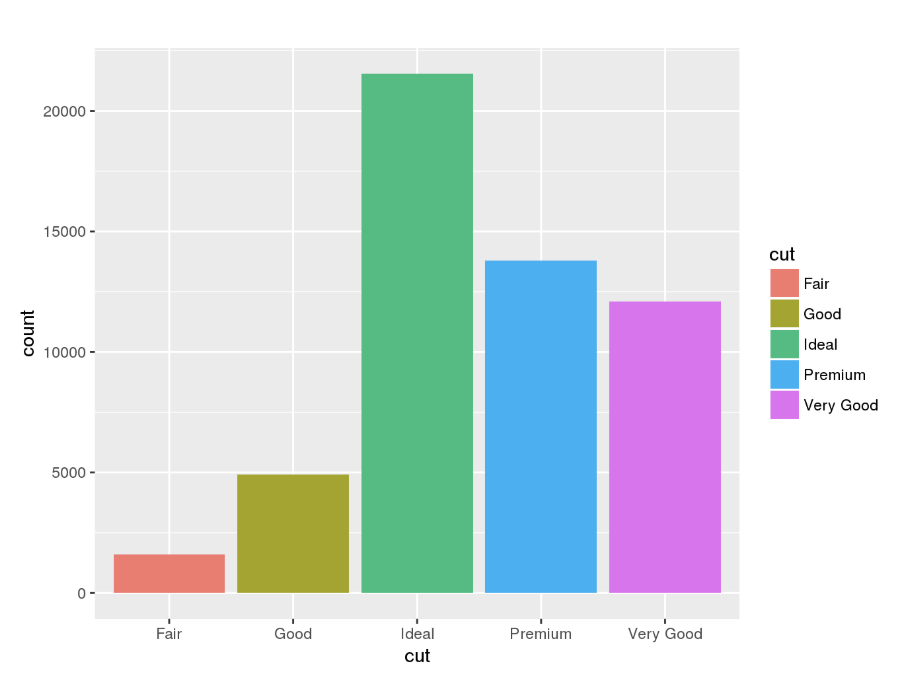 20000
15000
10000
5000
0
count
Fair
Good
Ideal
Premium
Very Good
cut
cut
Fair
Good
Ideal
Premium
Very Good